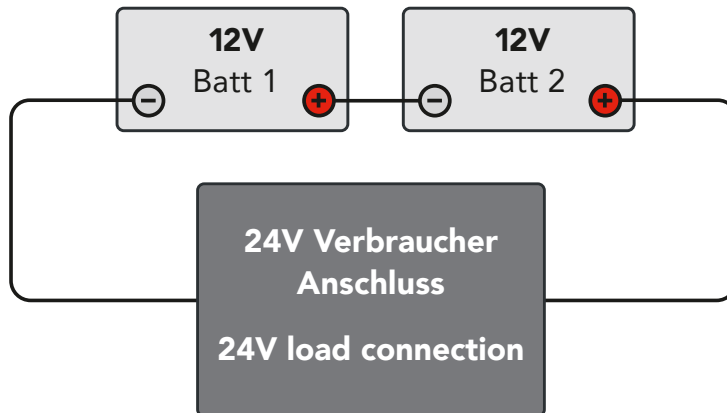 12V
Batt 1
12V
Batt 2
− + − +
24V Verbraucher
Anschluss
24V load connection